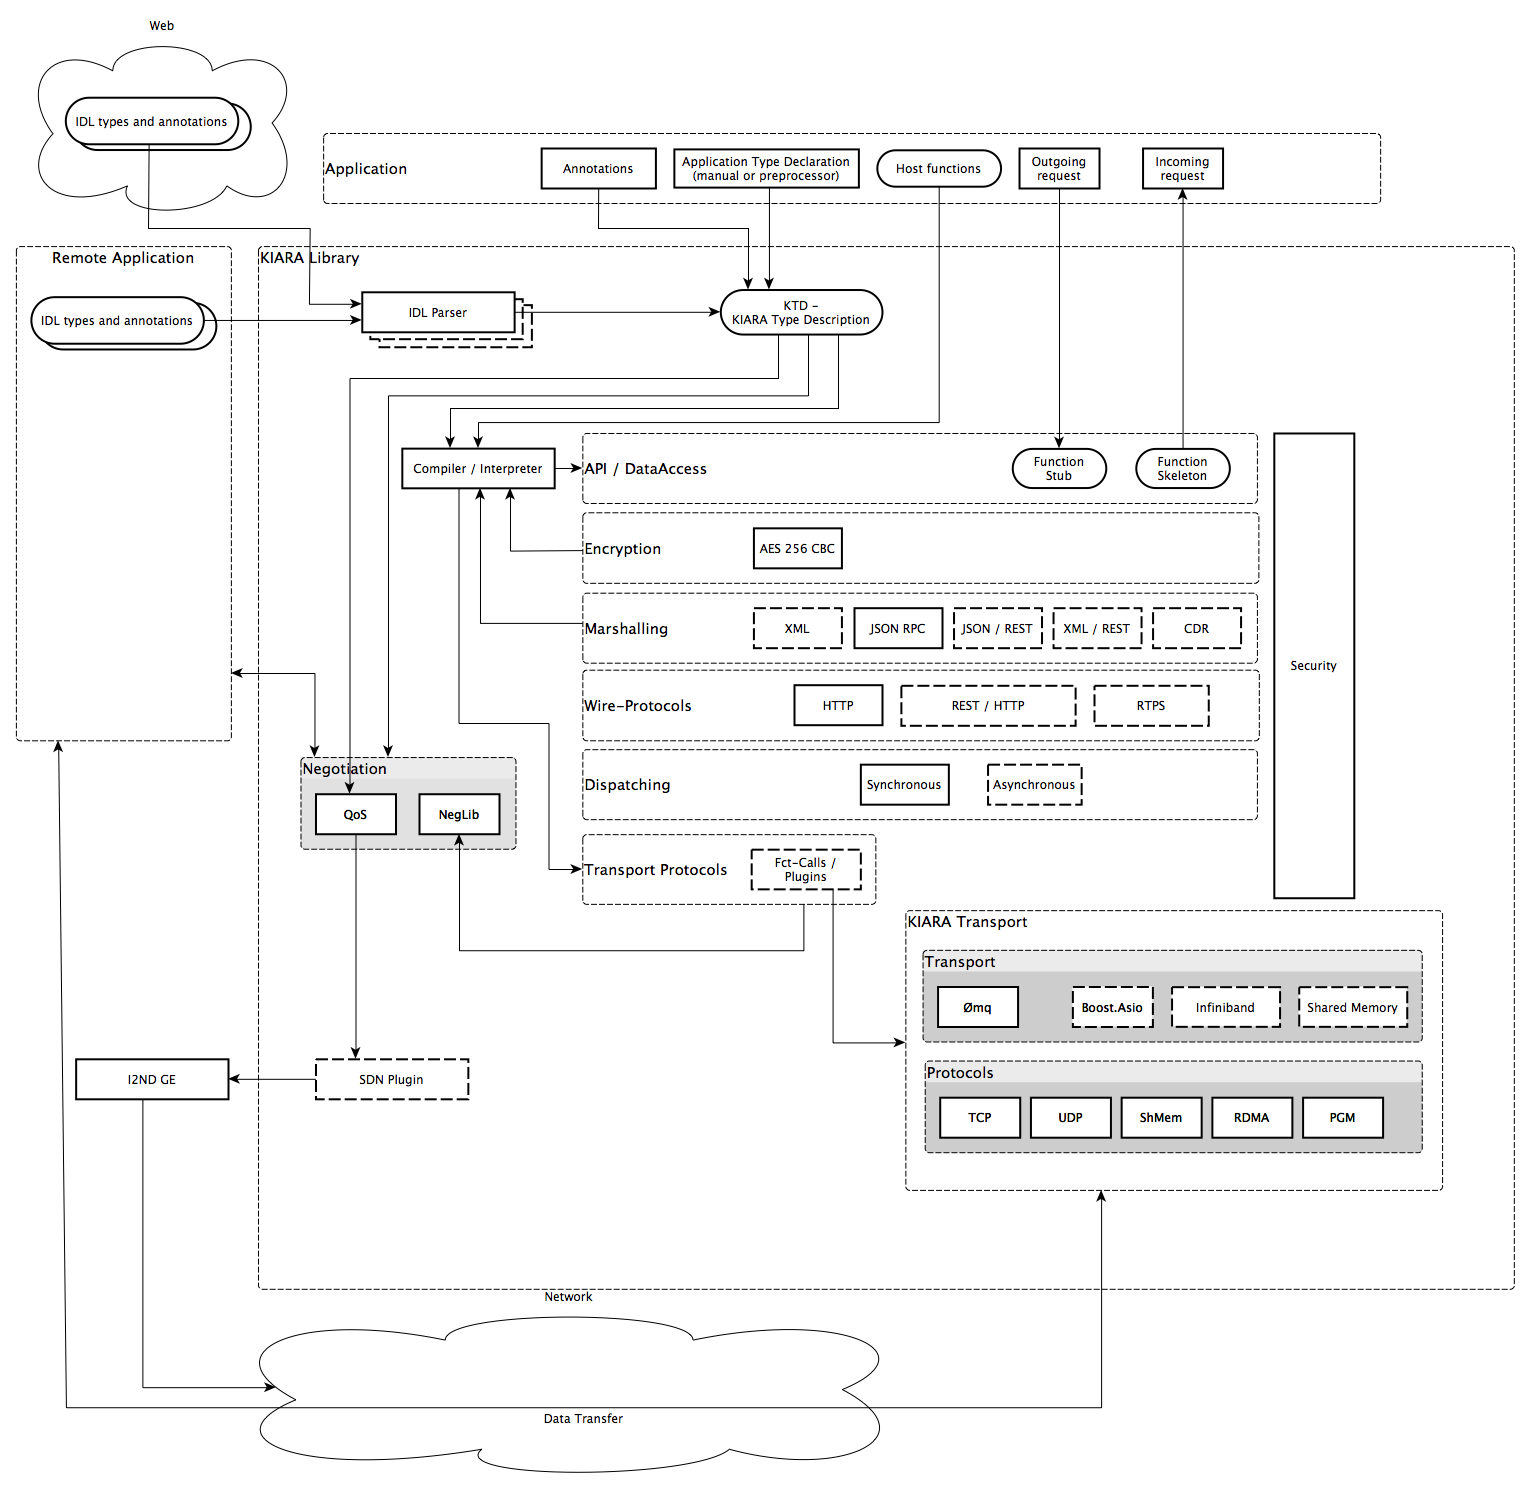 Web
IDL types and annotations
Application
Annotations
Application Type Declaration
(manual or preprocessor)
Host functions
Outgoing
request
Incoming
request
Remote Application
IDL types and annotations
KIARA Library
IDL Parser
KTD -
KIARA Type Description
Compiler / Interpreter
API / DataAccess
Function
Stub
Function
Skeleton
Encryption
AES 256 CBC
Marshalling
XML
JSON RPC
JSON / REST
XML / REST
CDR
Security
Wire-Protocols
HTTP
REST / HTTP
RTPS
Negotiation
QoS
NegLib
Dispatching
Synchronous
Asynchronous
Transport Protocols
Fct-Calls /
Plugins
KIARA Transport
Transport
Ømq
Boost.Asio
Infiniband
Shared Memory
Protocols
TCP
UDP
ShMem
RDMA
PGM
I2ND GE
SDN Plugin
Network
Data Transfer